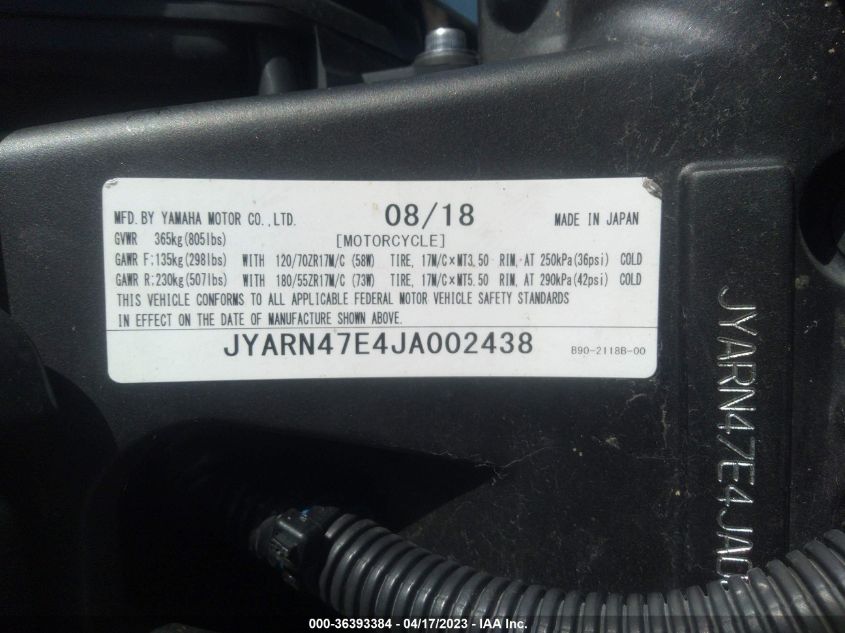 MFD.BY YAMAHA MOTOR CO.,LTD. 08/18 MADE IN JAPAN
GVWR 365kg(805lbs) [MOTORCYCLE]
GAWR F:135kg(298lbs) WITH 120/70ZR17M/C (58W) TIRE, 17M/C×MT3.50 RIM, AT 250kPa(36psi) COLD
GAWR R:230kg(507lbs) WITH 180/55ZR17M/C (73W) TIRE, 17M/C×MT5.50 RIM, AT 290kPa(42psi) COLD
THIS VEHICLE CONFORMS TO ALL APPLICABLE FEDERAL MOTOR VEHICLE SAFETY STANDARDS
IN EFFECT ON THE DATE OF MANUFACTURE SHOWN ABOVE.
JYARN47E4JA002438 B90-2118B-00
JYARN47E4JA0
000-36393384 - 04/17/2023 - IAA Inc.